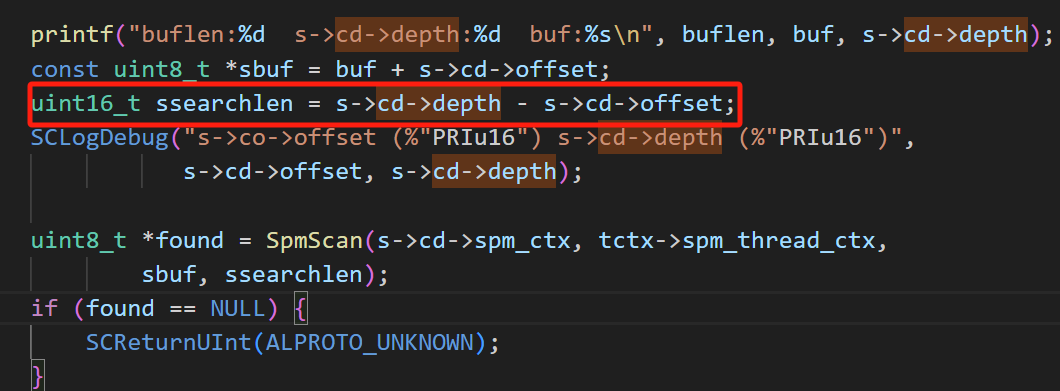 printf("buflen:%d  s->cd->depth:%d  buf:%s\n", buflen, buf, s->cd->depth);
const uint8_t *sbuf = buf + s->cd->offset;
uint16_t ssearchlen = s->cd->depth - s->cd->offset;
SCLogDebug("s->co->offset (%"PRIu16") s->cd->depth (%"PRIu16")",
           s->cd->offset, s->cd->depth);
uint8_t *found = SpmScan(s->cd->spm_ctx, tctx->spm_thread_ctx,
        sbuf, ssearchlen);
if (found == NULL) {
    SCReturnUInt(ALPROTO_UNKNOWN);
}